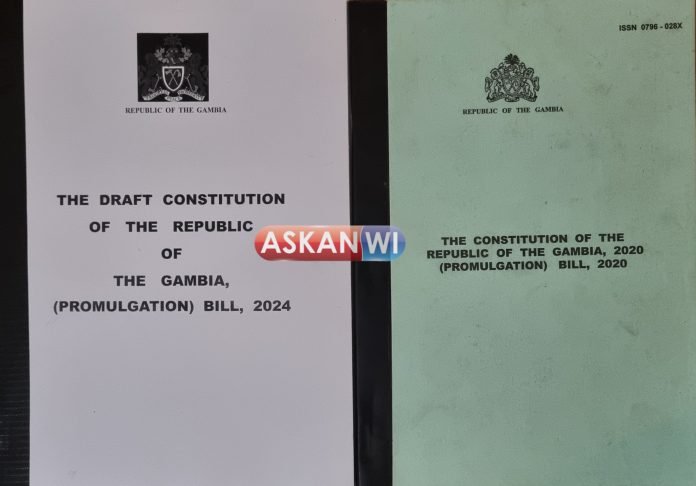 REPUBLIC OF THE GAMBIA
THE DRAFT CONSTITUTION
OF THE REPUBLIC
OF
THE GAMBIA,
(PROMULGATION) BILL, 2024
ASKANWI
ISSN 0796 - 028X
REPUBLIC OF THE GAMBIA
THE CONSTITUTION OF THE
REPUBLIC OF THE GAMBIA, 2020
(PROMULGATION) BILL, 2020